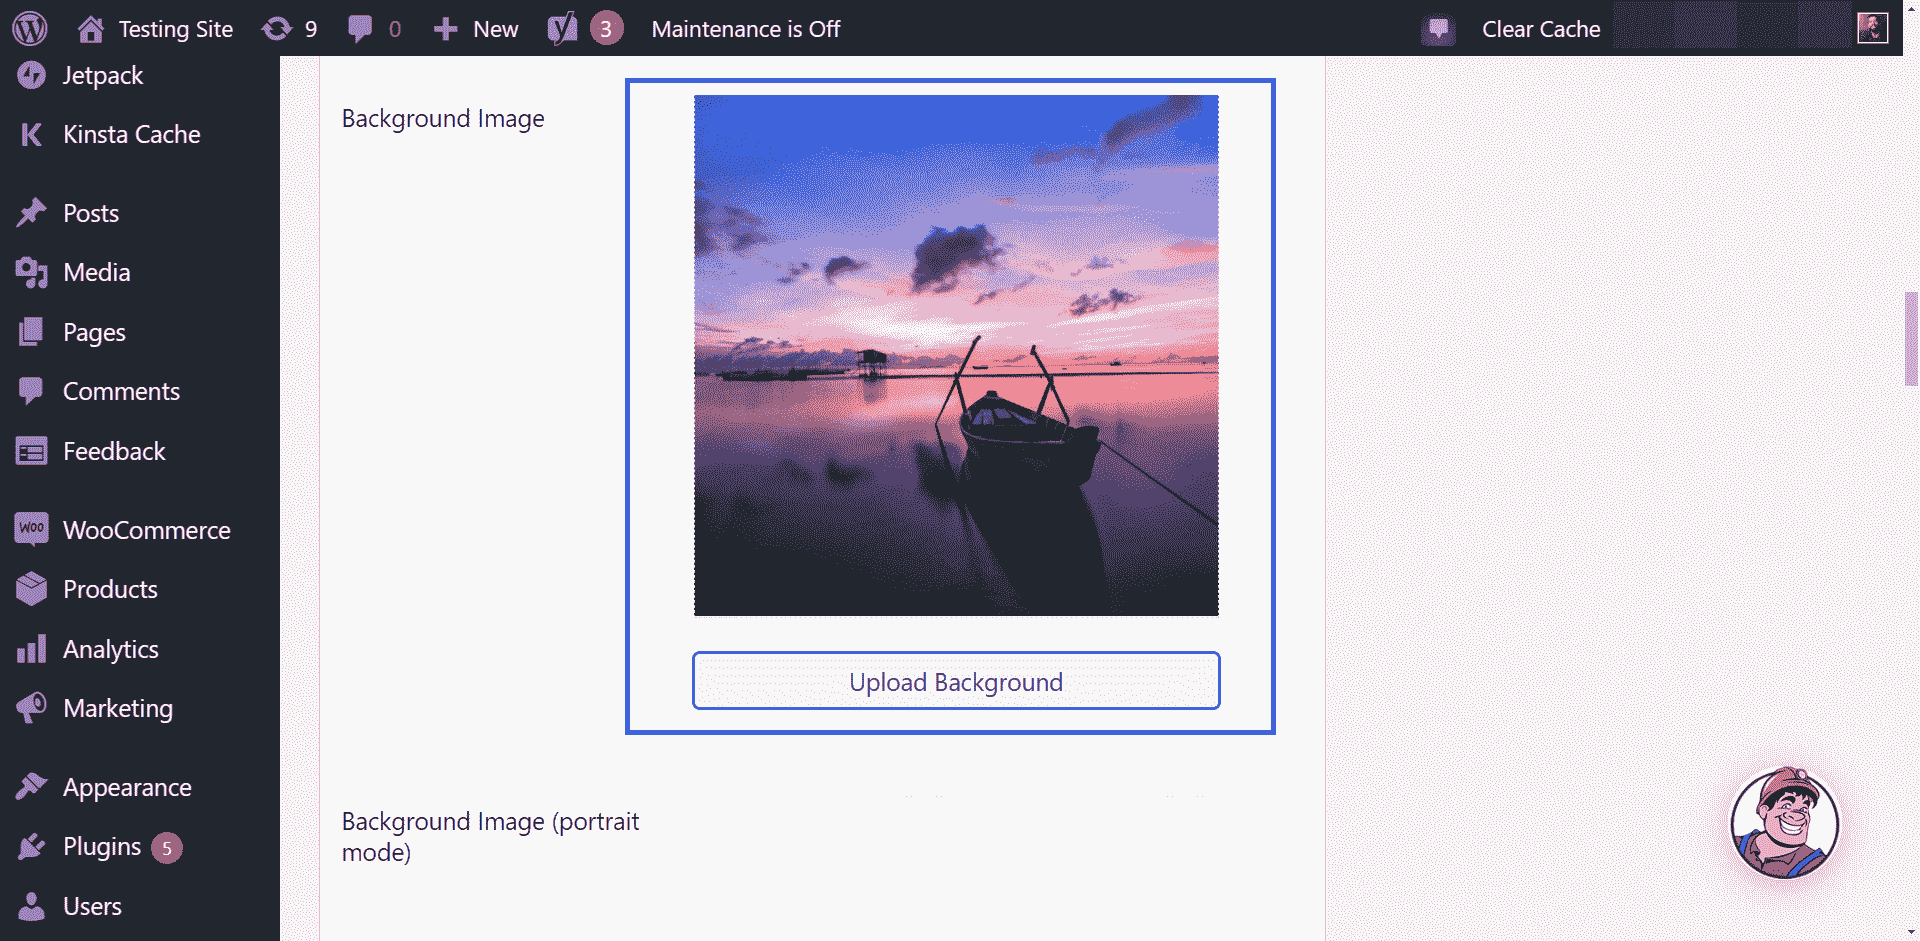 Testing Site
9
0
New
3
Maintenance is Off
Clear Cache
Jetpack
Kinsta Cache
Posts
Media
Pages
Comments
Feedback
WOO
WooCommerce
Products
Analytics
Marketing
Appearance
Plugins 5
Users
Background Image
Upload Background
Background Image (portrait
mode)